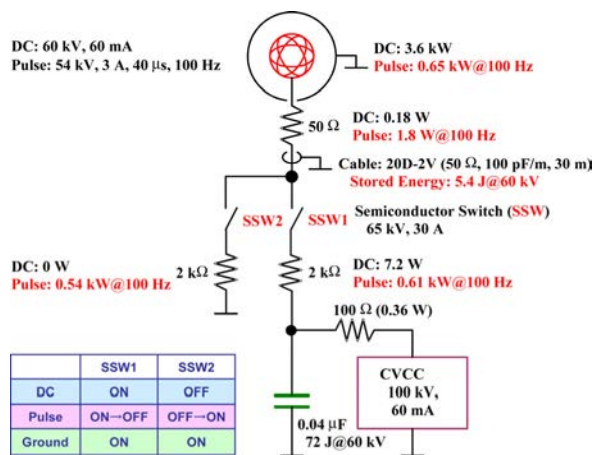 DC: 60 kV, 60 mA
Pulse: 54 kV, 3 A, 40 μs, 100 Hz
DC: 3.6 kW
Pulse: 0.65 kW@100 Hz
50 Ω
DC: 0.18 W
Pulse: 1.8 W@100 Hz
Cable: 20D-2V (50 Ω, 100 pF/m, 30 m)
Stored Energy: 5.4 J@60 kV
SSW2
SSW1
Semiconductor Switch (SSW)
65 kV, 30 A
DC: 0 W
Pulse: 0.54 kW@100 Hz
2 kΩ
2 kΩ
DC: 7.2 W
Pulse: 0.61 kW@100 Hz
100 Ω (0.36 W)
CVCC
100 kV,
60 mA
0.04 μF
72 J@60 kV
SSW1 SSW2
DC ON OFF
Pulse ON→OFF OFF→ON
Ground ON ON